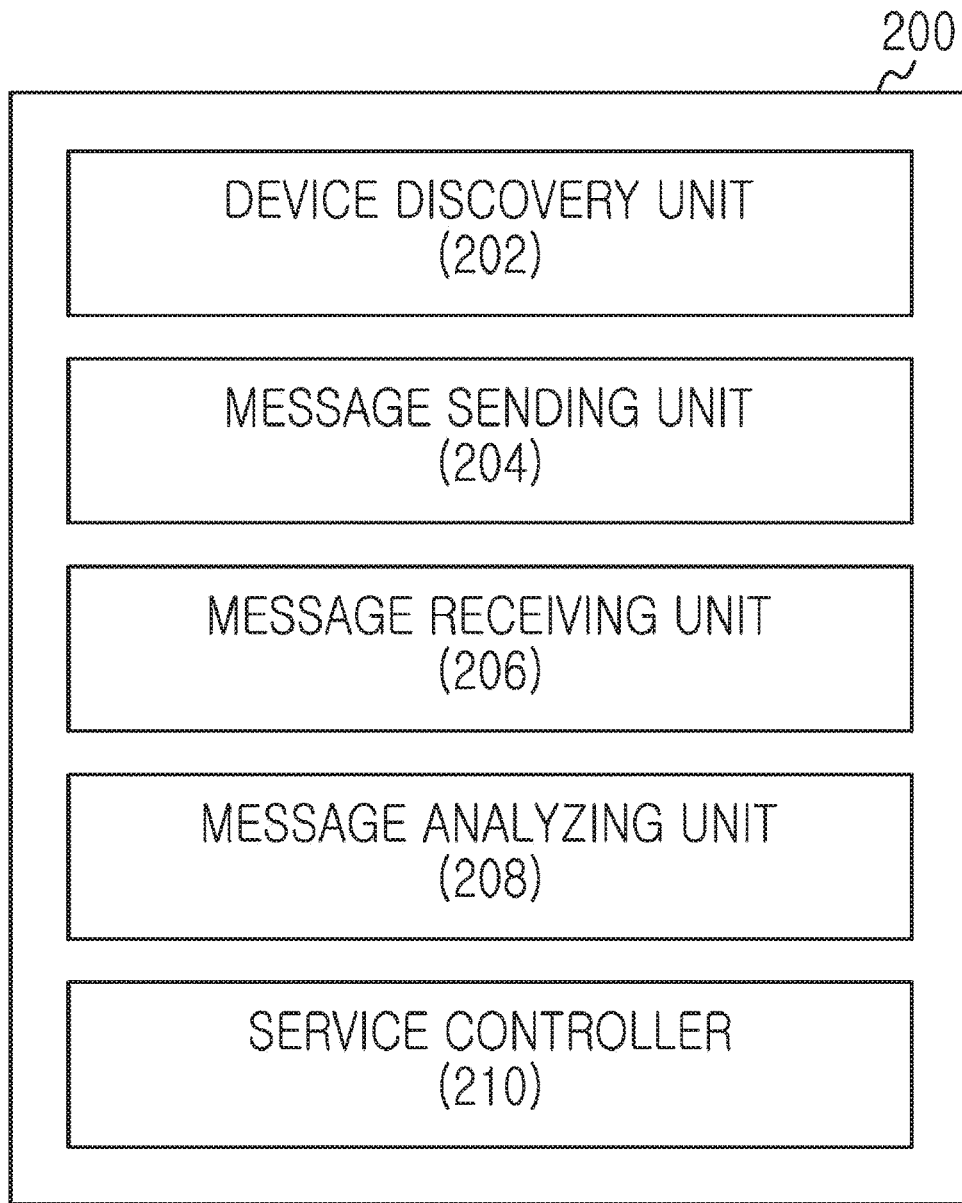 200
DEVICE DISCOVERY UNIT
(202)
MESSAGE SENDING UNIT
(204)
MESSAGE RECEIVING UNIT
(206)
MESSAGE ANALYZING UNIT
(208)
SERVICE CONTROLLER
(210)